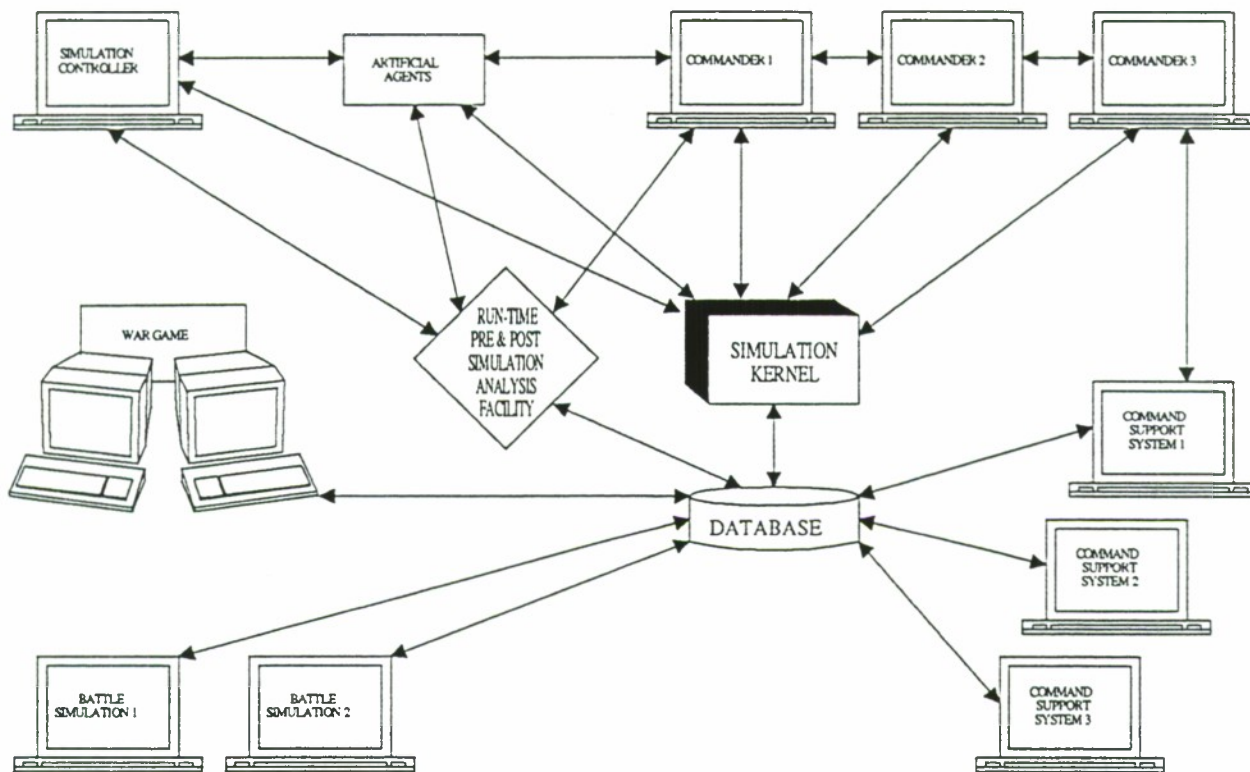 SIMULATION
CONTROLLER
ARTIFICIAL
AGENTS
COMMANDER 1
COMMANDER 2
COMMANDER 3
WAR GAME
RUN-TIME
PRE & POST
SIMULATION
ANALYSIS
FACILITY
SIMULATION
KERNEL
COMMAND
SUPPORT
SYSTEM 1
DATABASE
COMMAND
SUPPORT
SYSTEM 2
BATTLE
SIMULATION 1
BATTLE
SIMULATION 2
COMMAND
SUPPORT
SYSTEM 3